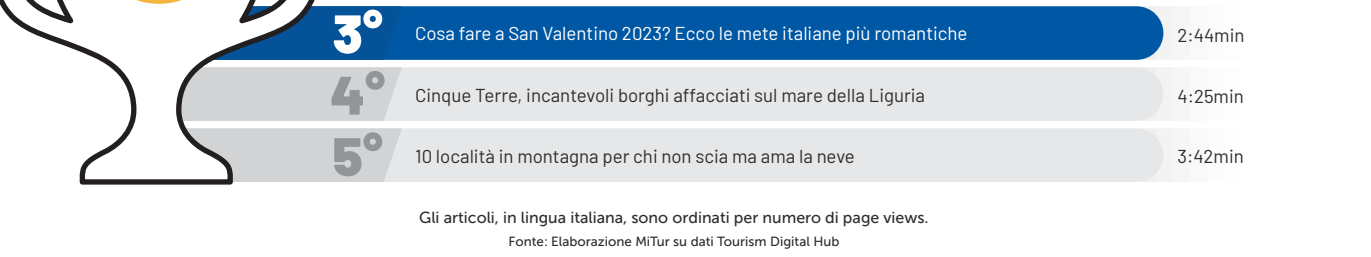 3° Cosa fare a San Valentino 2023? Ecco le mete italiane più romantiche 2:44min
4° Cinque Terre, incantevoli borghi affacciati sul mare della Liguria 4:25min
5° 10 località in montagna per chi non scia ma ama la neve 3:42min
Gli articoli, in lingua italiana, sono ordinati per numero di page views.
Fonte: Elaborazione MiTur su dati Tourism Digital Hub